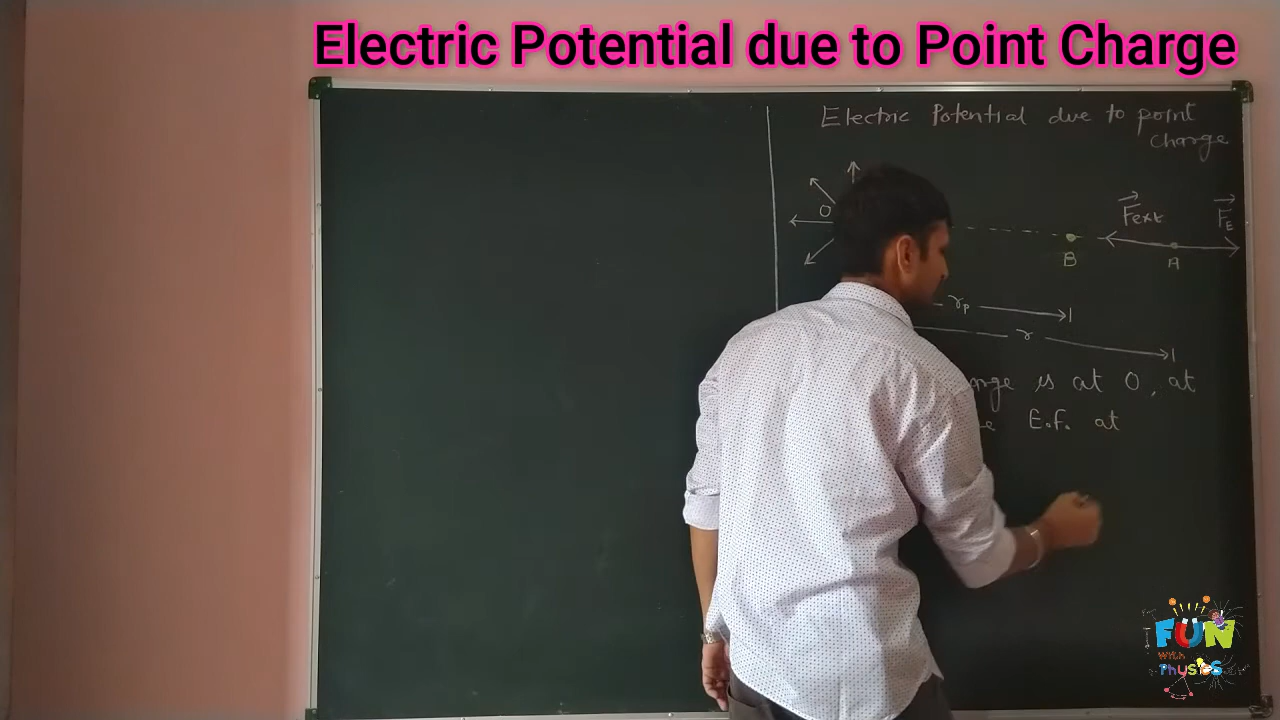 Electric Potential due to Point Charge
Electric Potential due to point
charge
O
Fext
FE
B
A
rp
r
is at O, at
E.F. at
FUN
With
PhYSicS